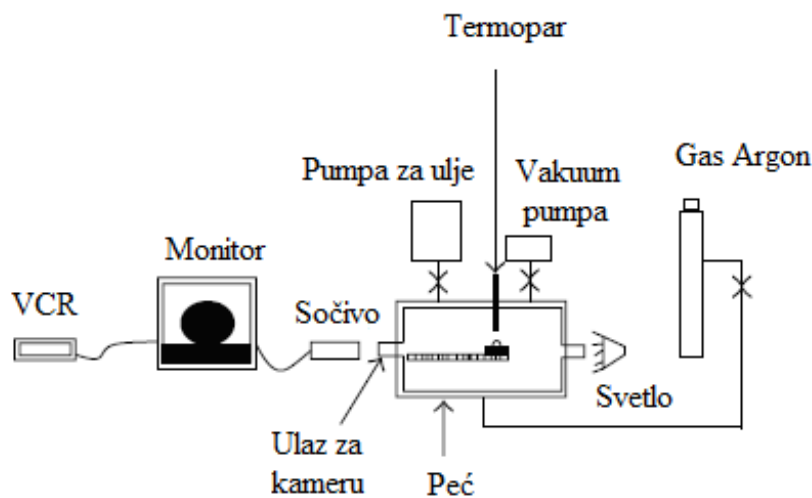 Termopar
Pumpa za ulje
Vakuum
pumpa
Gas Argon
Monitor
VCR
Sočivo
Svetlo
Ulaz za
kameru
Peć